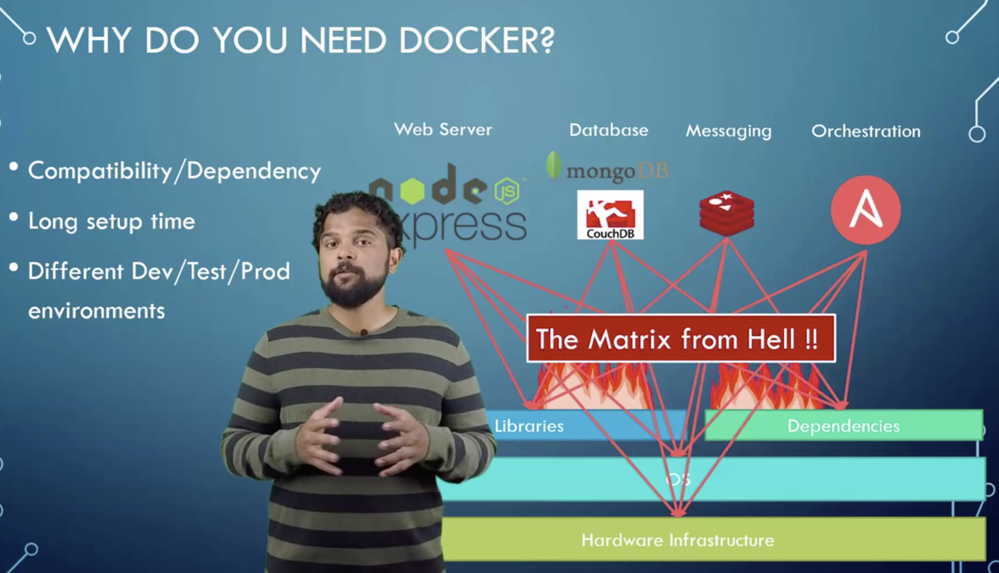 WHY DO YOU NEED DOCKER?
Web Server
Database
Messaging
Orchestration
• Compatibility/Dependency
• Long setup time
• Different Dev/Test/Prod
environments
node JS
xpress
mongoDB
CouchDB
The Matrix from Hell !!
Libraries
Dependencies
OS
Hardware Infrastructure